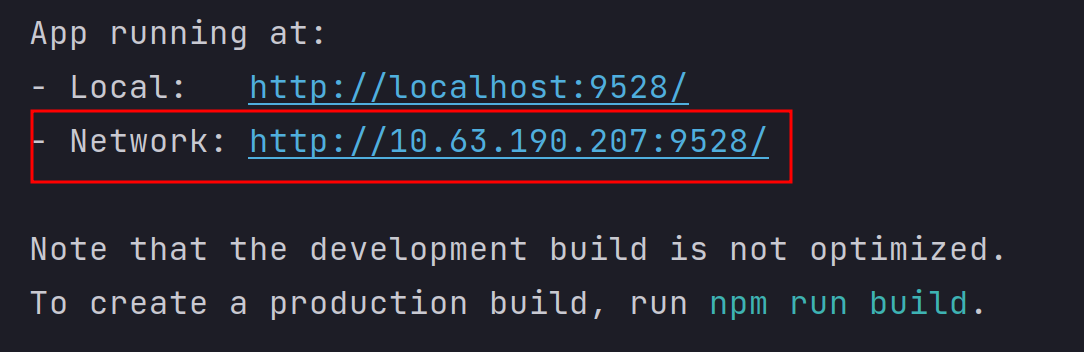 App running at:
- Local:   http://localhost:9528/
- Network: http://10.63.190.207:9528/
Note that the development build is not optimized.
To create a production build, run npm run build.